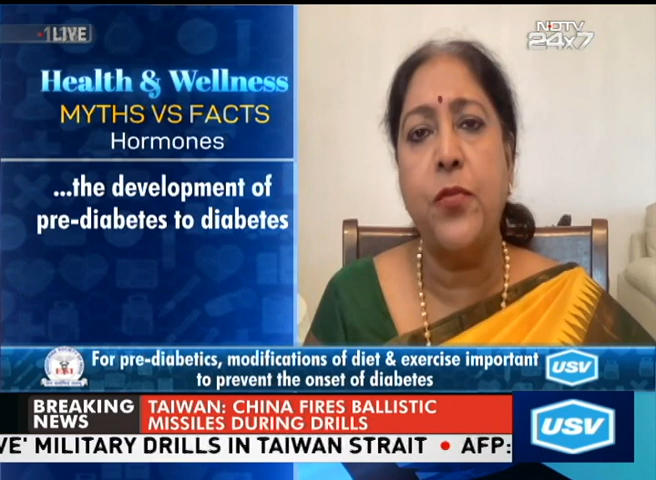 LIVE
NDTV
24x7
Health & Wellness
MYTHS VS FACTS
Hormones
...the development of
pre-diabetes to diabetes
For pre-diabetics, modifications of diet & exercise important
to prevent the onset of diabetes
USV
BREAKING
NEWS
TAIWAN: CHINA FIRES BALLISTIC
MISSILES DURING DRILLS
USV
VE' MILITARY DRILLS IN TAIWAN STRAIT • AFP: